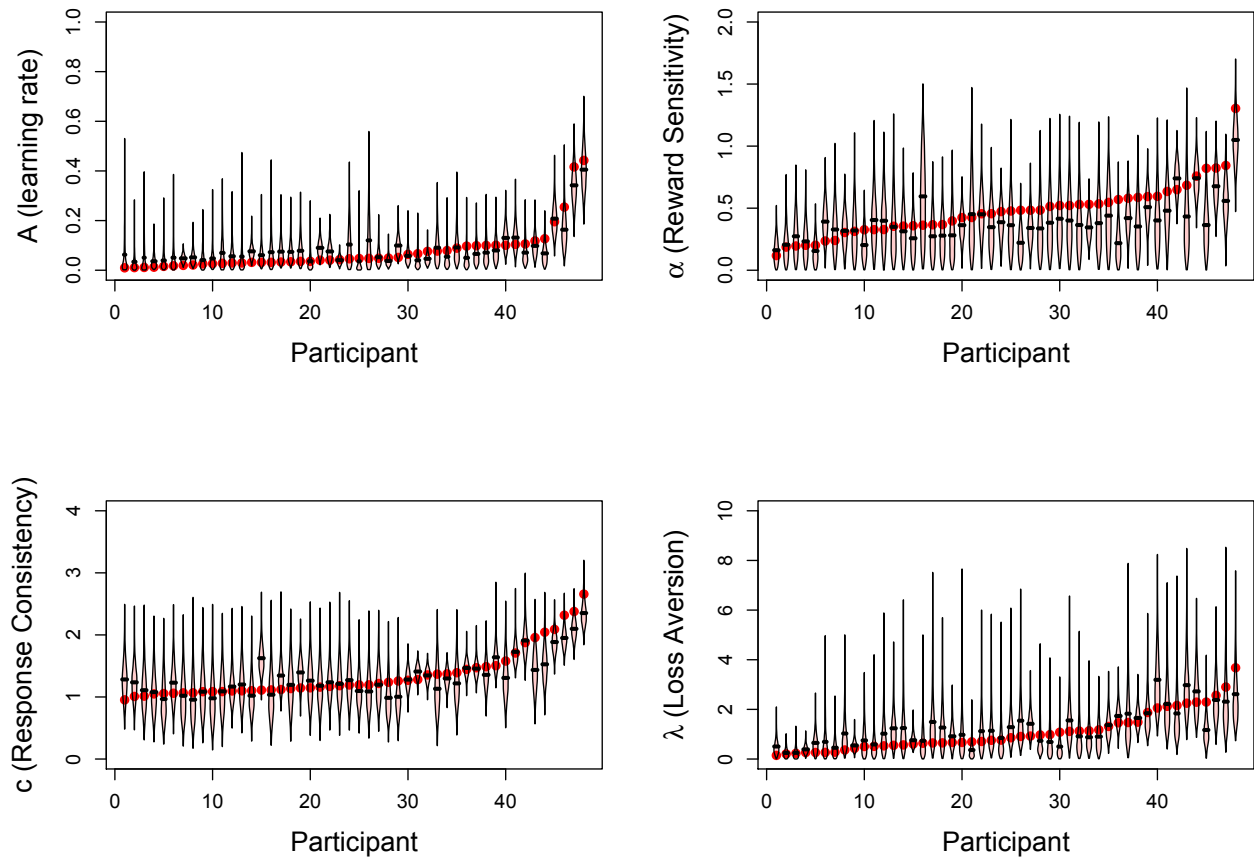 A (learning rate)
0.0 0.2 0.4 0.6 0.8 1.0
0 10 20 30 40
Participant
α (Reward Sensitivity)
0.0 0.5 1.0 1.5 2.0
0 10 20 30 40
Participant
c (Response Consistency)
0 1 2 3 4
0 10 20 30 40
Participant
λ (Loss Aversion)
0 2 4 6 8 10
0 10 20 30 40
Participant